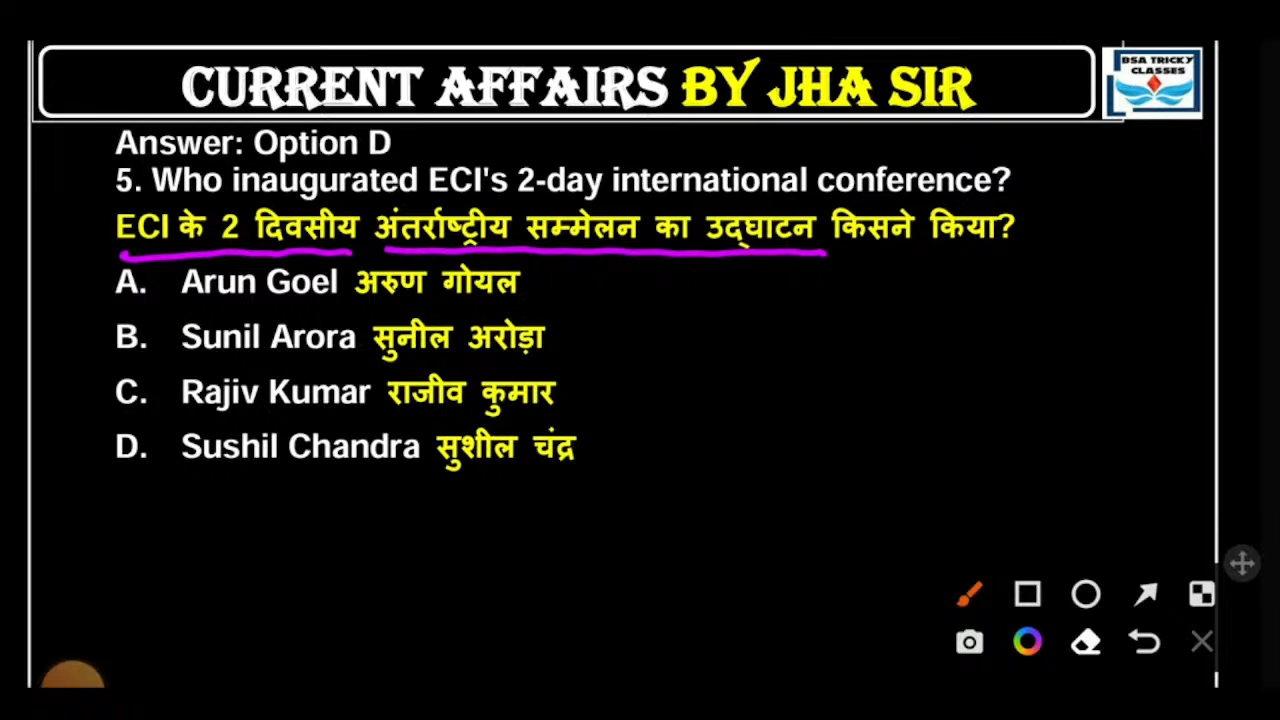 CURRENT AFFAIRS BY JHA SIR
BSA TRICKY
CLASSES
Answer: Option D
5. Who inaugurated ECI's 2-day international conference?
ECI के 2 दिवसीय अंतर्राष्ट्रीय सम्मेलन का उद्घाटन किसने किया?
A. Arun Goel अरुण गोयल
B. Sunil Arora सुनील अरोड़ा
C. Rajiv Kumar राजीव कुमार
D. Sushil Chandra सुशील चंद्र